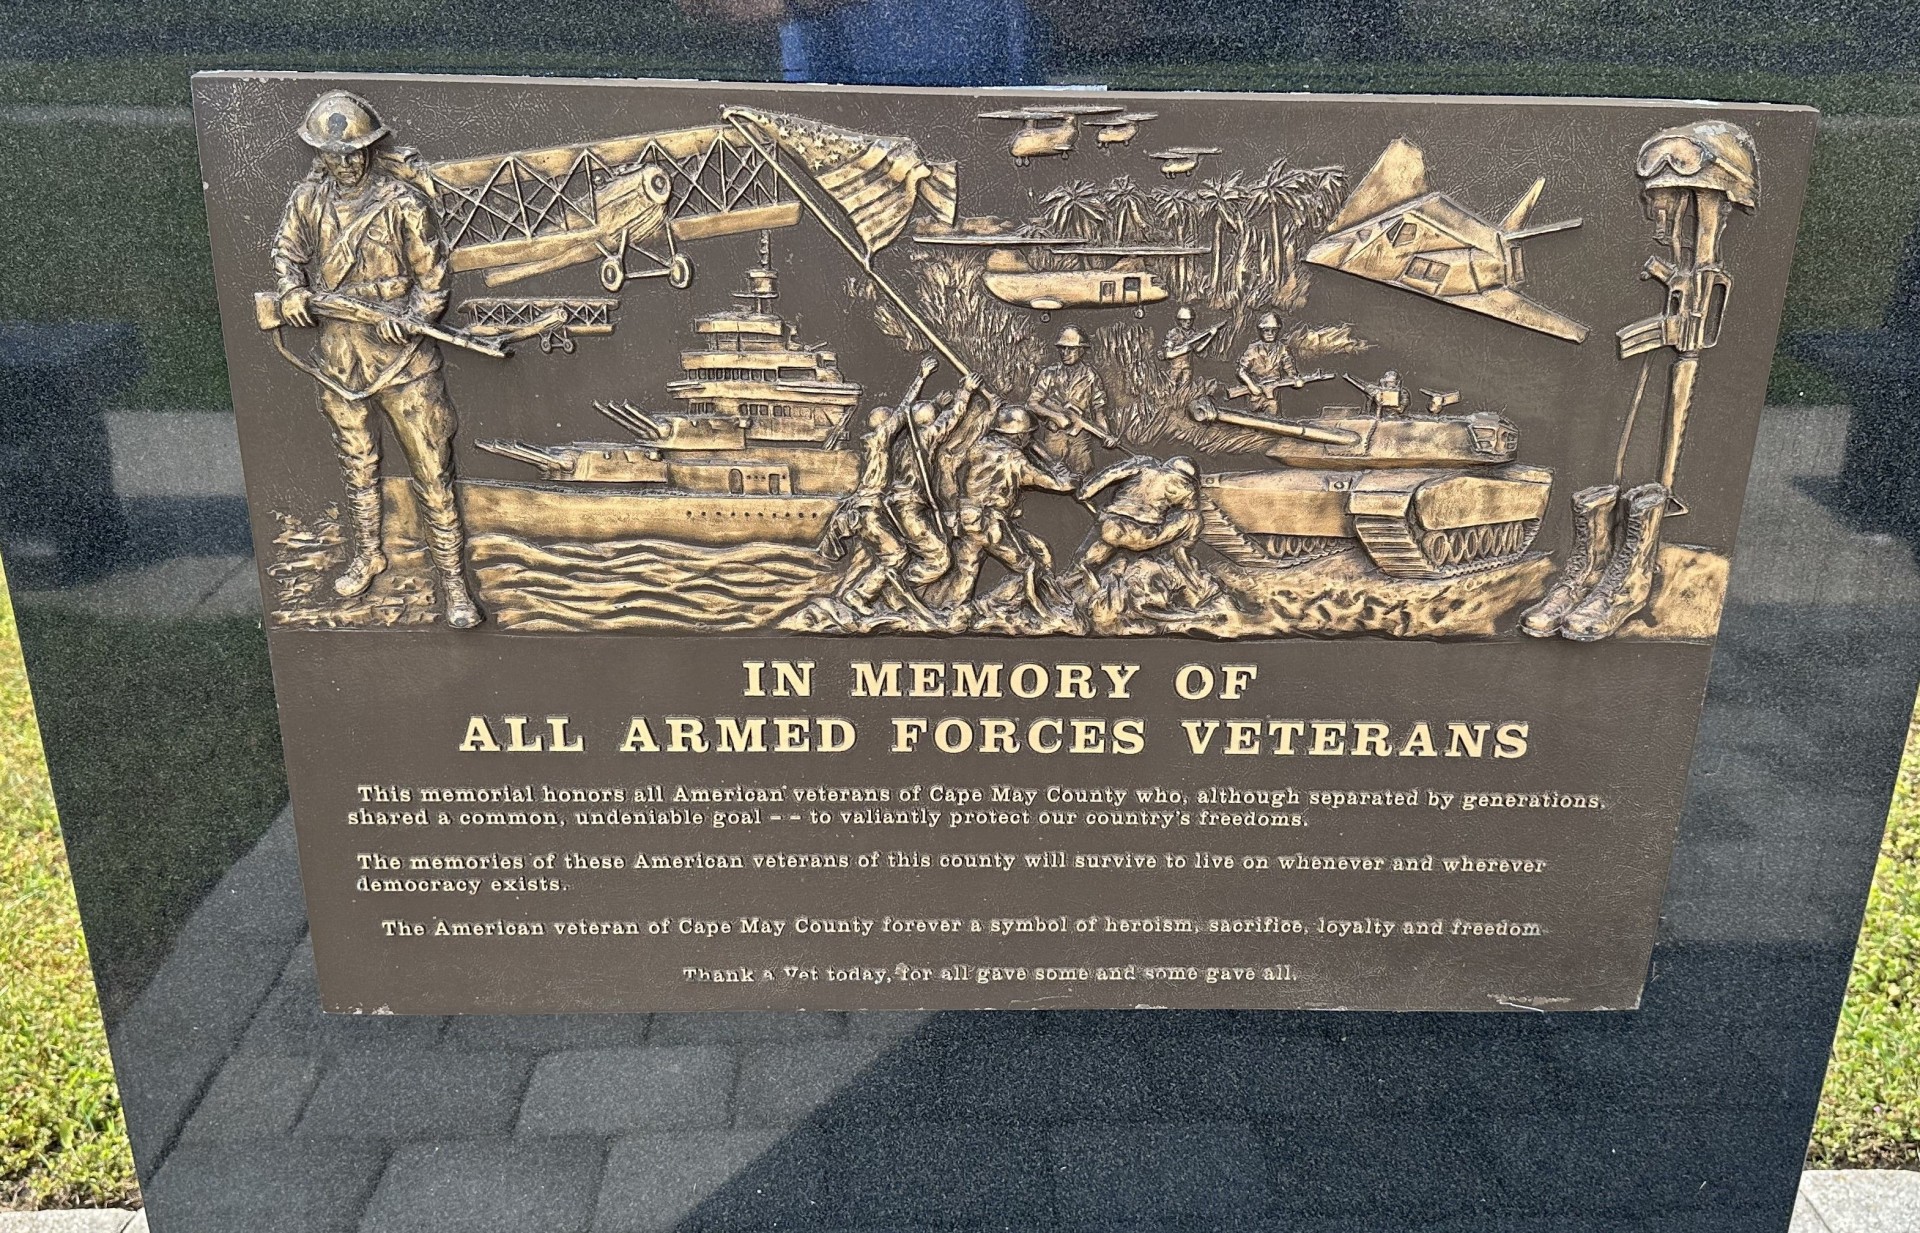 IN MEMORY OF
ALL ARMED FORCES VETERANS
This memorial honors all American veterans of Cape May County who, although separated by generations,
shared a common, undeniable goal - - to valiantly protect our country's freedoms.
The memories of these American veterans of this county will survive to live on whenever and wherever
democracy exists.
The American veteran of Cape May County forever a symbol of heroism, sacrifice, loyalty and freedom
Thank a Vet today, for all gave some and some gave all.